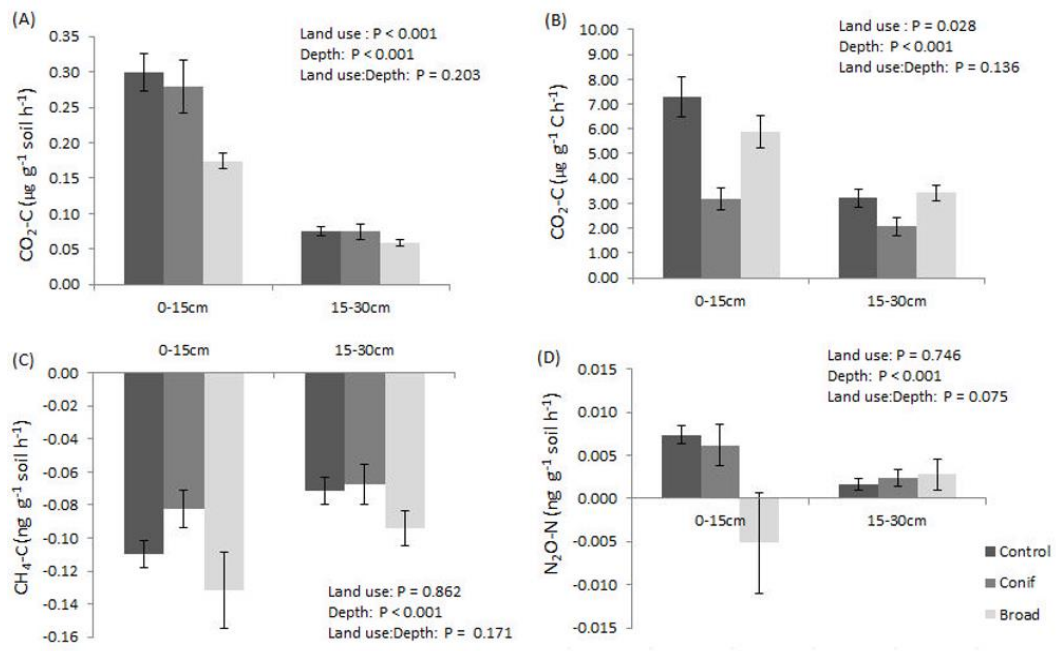 (A)
Land use : P < 0.001
Depth: P < 0.001
Land use:Depth: P = 0.203
CO₂-C (µg g⁻¹ soil h⁻¹)
0.35
0.30
0.25
0.20
0.15
0.10
0.05
0.00
0-15cm
15-30cm
(B)
Land use : P = 0.028
Depth: P < 0.001
Land use:Depth: P = 0.136
CO₂-C (µg g⁻¹ C h⁻¹)
10.00
9.00
8.00
7.00
6.00
5.00
4.00
3.00
2.00
1.00
0.00
0-15cm
15-30cm
(C)
0-15cm
15-30cm
CH₄-C (ng g⁻¹ soil h⁻¹)
0.00
-0.02
-0.04
-0.06
-0.08
-0.10
-0.12
-0.14
-0.16
Land use: P = 0.862
Depth: P < 0.001
Land use:Depth: P = 0.171
(D)
Land use: P = 0.746
Depth: P < 0.001
Land use:Depth: P = 0.075
N₂O-N (ng g⁻¹ soil h⁻¹)
0.015
0.010
0.005
0.000
-0.005
-0.010
-0.015
0-15cm
15-30cm
Control
Conif
Broad